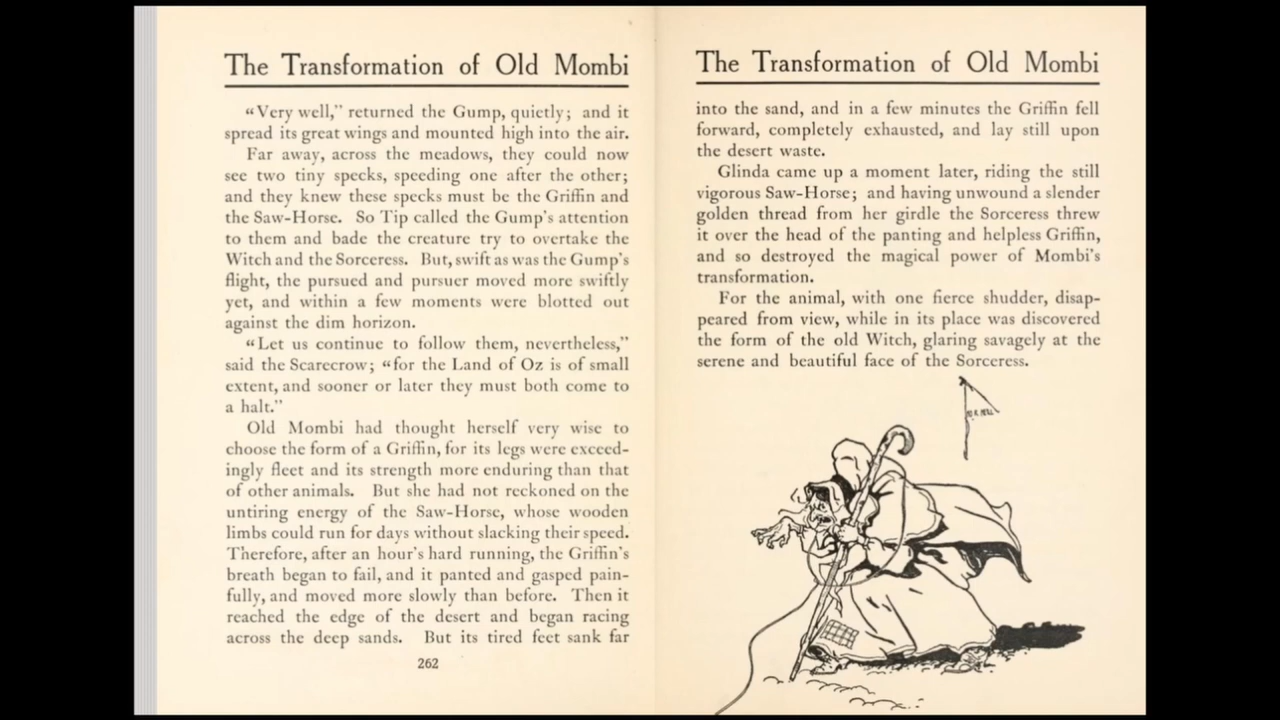 The Transformation of Old Mombi
"Very well," returned the Gump, quietly; and it
spread its great wings and mounted high into the air.
Far away, across the meadows, they could now
see two tiny specks, speeding one after the other;
and they knew these specks must be the Griffin and
the Saw-Horse. So Tip called the Gump's attention
to them and bade the creature try to overtake the
Witch and the Sorceress. But, swift as was the Gump's
flight, the pursued and pursuer moved more swiftly
yet, and within a few moments were blotted out
against the dim horizon.
"Let us continue to follow them, nevertheless,"
said the Scarecrow; "for the Land of Oz is of small
extent, and sooner or later they must both come to
a halt."
Old Mombi had thought herself very wise to
choose the form of a Griffin, for its legs were exceed-
ingly fleet and its strength more enduring than that
of other animals. But she had not reckoned on the
untiring energy of the Saw-Horse, whose wooden
limbs could run for days without slacking their speed.
Therefore, after an hour's hard running, the Griffin's
breath began to fail, and it panted and gasped pain-
fully, and moved more slowly than before. Then it
reached the edge of the desert and began racing
across the deep sands. But its tired feet sank far
262
The Transformation of Old Mombi
into the sand, and in a few minutes the Griffin fell
forward, completely exhausted, and lay still upon
the desert waste.
Glinda came up a moment later, riding the still
vigorous Saw-Horse; and having unwound a slender
golden thread from her girdle the Sorceress threw
it over the head of the panting and helpless Griffin,
and so destroyed the magical power of Mombi's
transformation.
For the animal, with one fierce shudder, disap-
peared from view, while in its place was discovered
the form of the old Witch, glaring savagely at the
serene and beautiful face of the Sorceress.